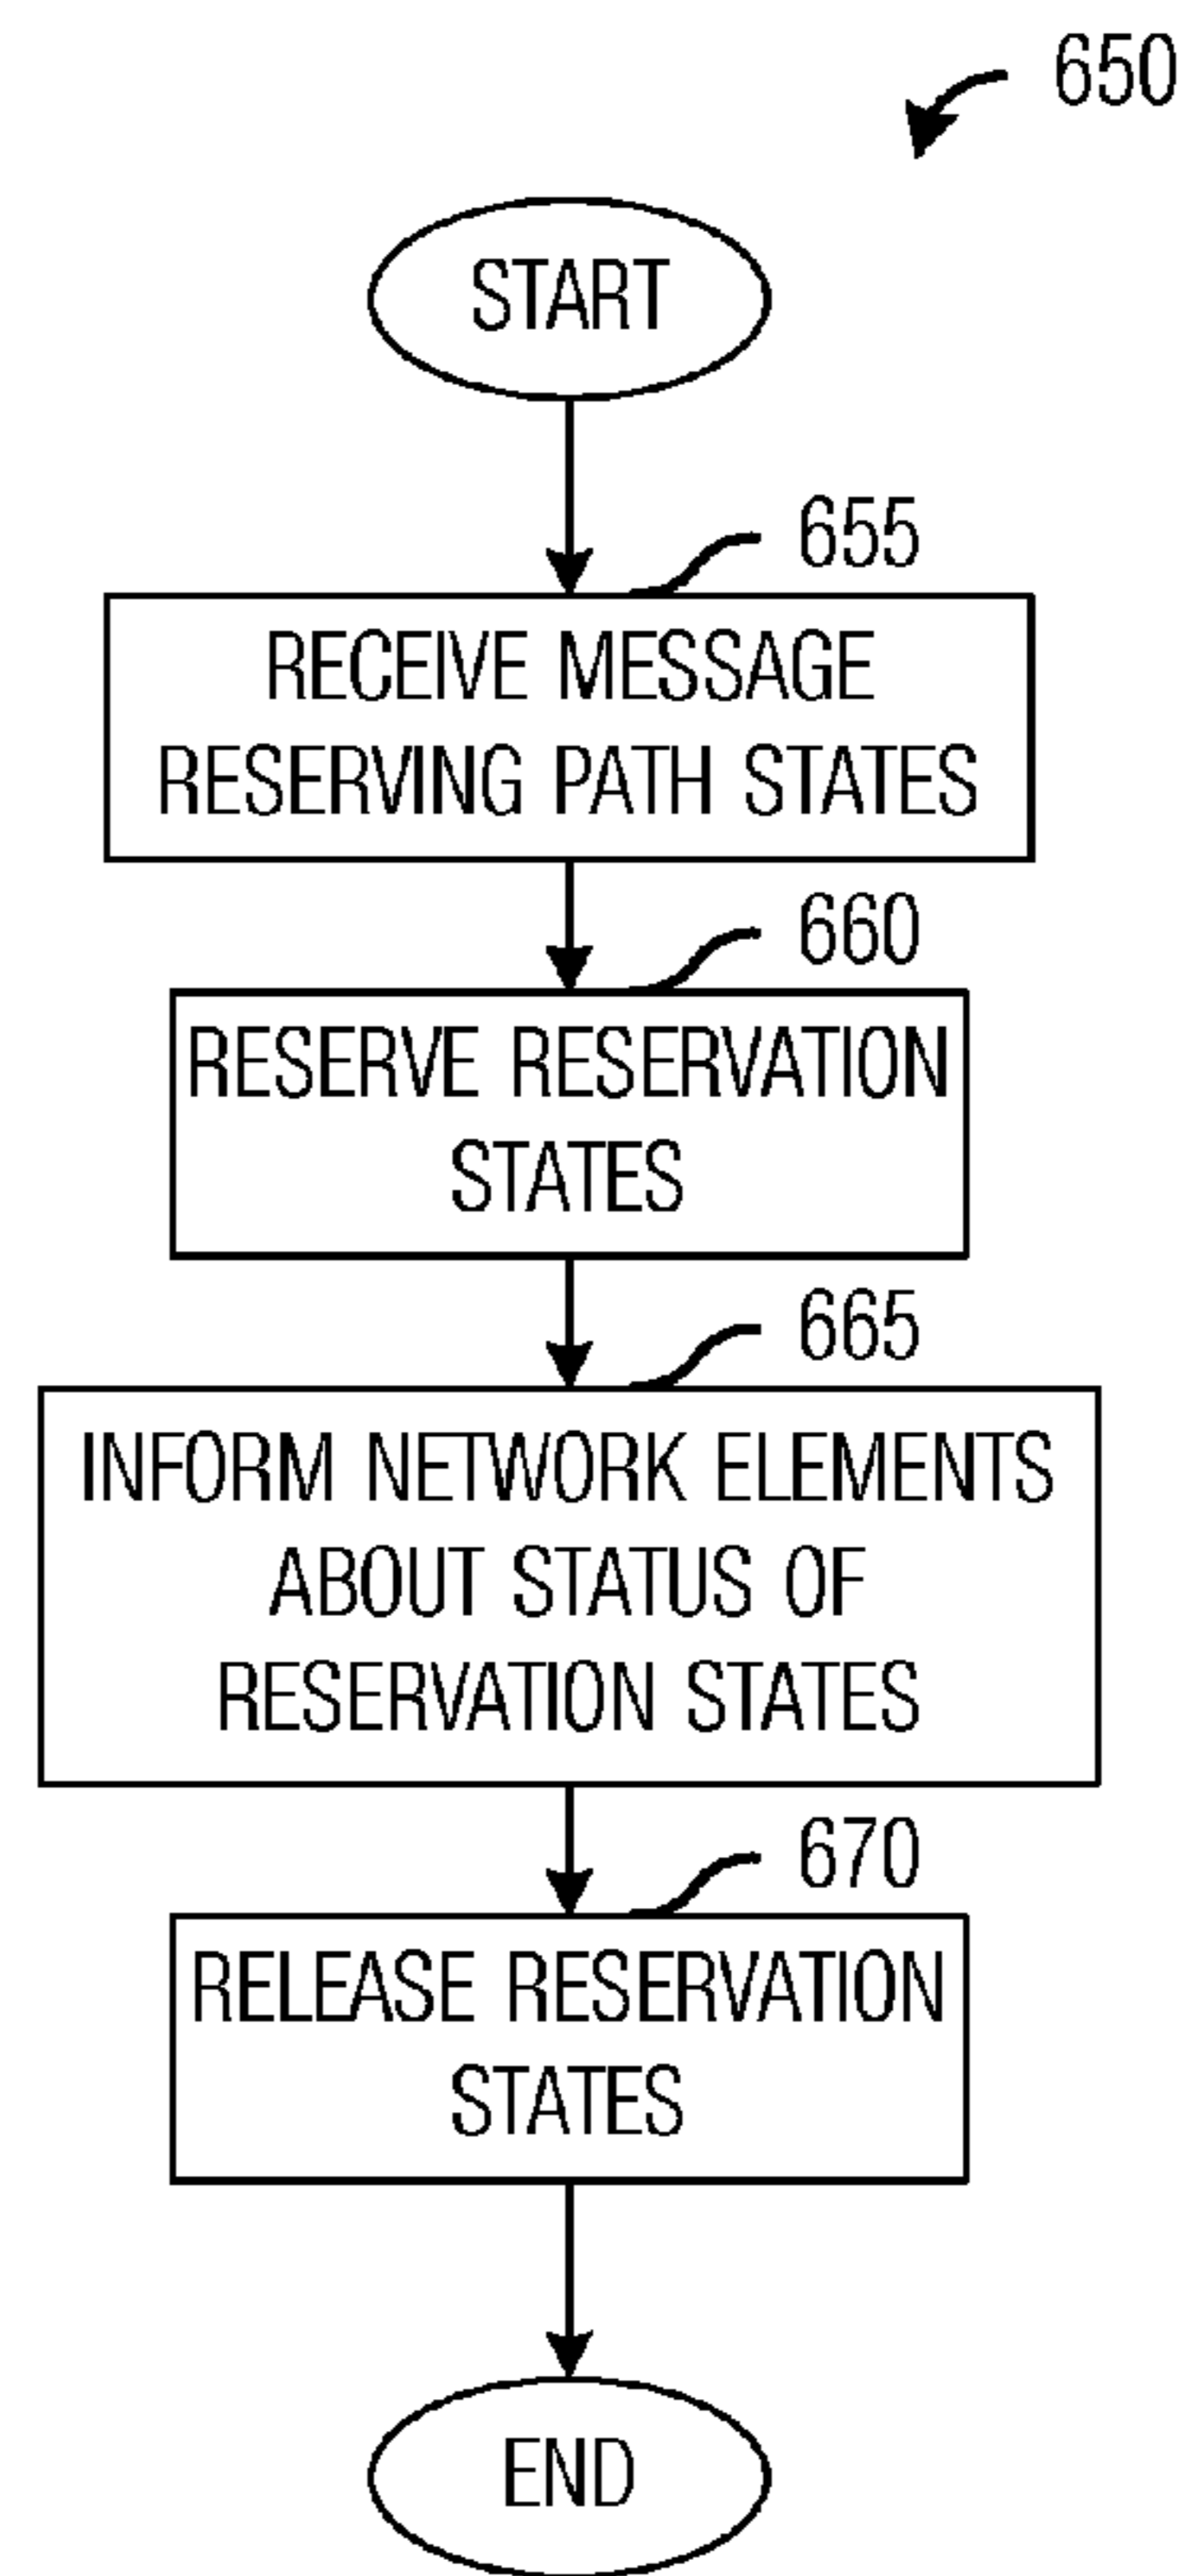 650
START
655
RECEIVE MESSAGE
RESERVING PATH STATES
660
RESERVE RESERVATION
STATES
665
INFORM NETWORK ELEMENTS
ABOUT STATUS OF
RESERVATION STATES
670
RELEASE RESERVATION
STATES
END